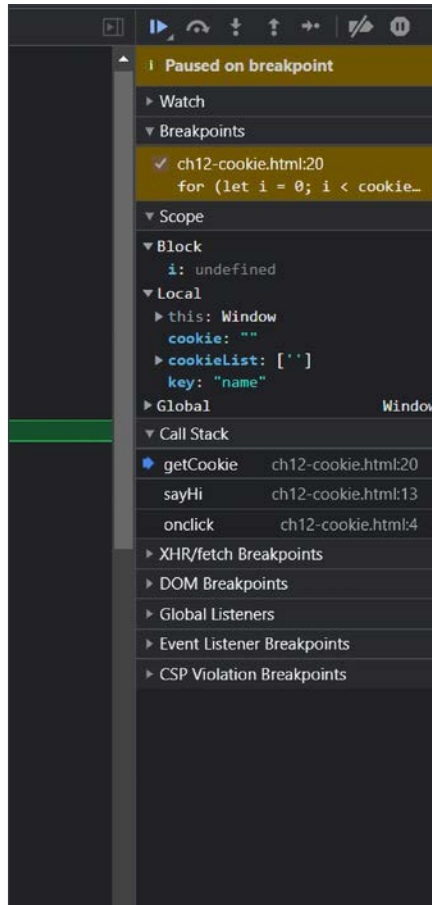 Paused on breakpoint
Watch
Breakpoints
ch12-cookie.html:20
for (let i = 0; i < cookie…
Scope
Block
i: undefined
Local
this: Window
cookie: ""
cookieList: ['']
key: "name"
Global Window
Call Stack
getCookie ch12-cookie.html:20
sayHi ch12-cookie.html:13
onclick ch12-cookie.html:4
XHR/fetch Breakpoints
DOM Breakpoints
Global Listeners
Event Listener Breakpoints
CSP Violation Breakpoints